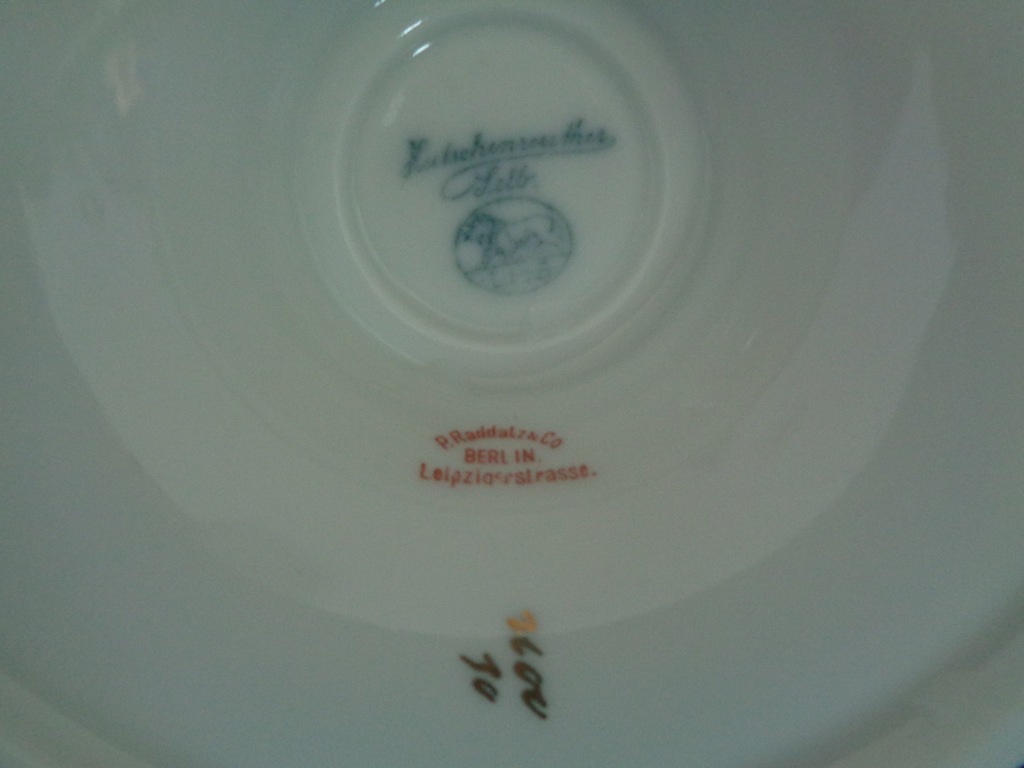 Hutschenreuther
Selb.
P. Raddatz & Co
BERLIN.
Leipzigerstrasse.